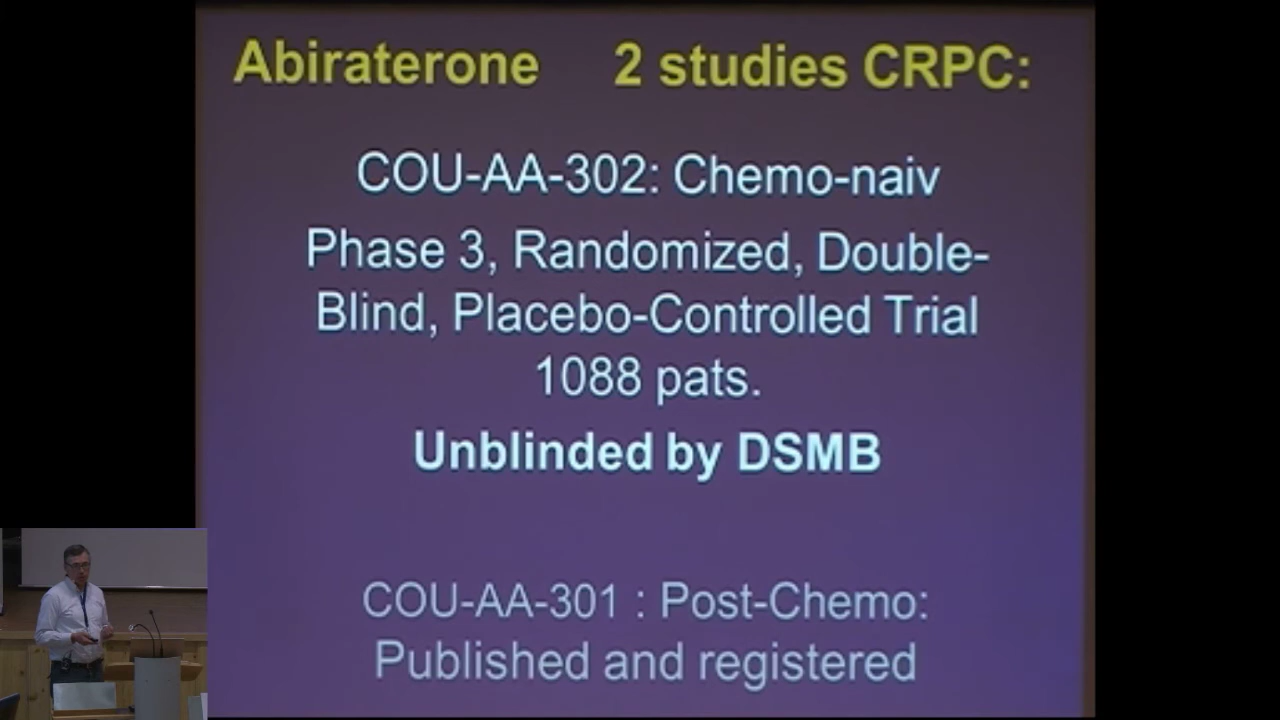 Abiraterone 2 studies CRPC:
COU-AA-302: Chemo-naiv
Phase 3, Randomized, Double-
Blind, Placebo-Controlled Trial
1088 pats.
Unblinded by DSMB
COU-AA-301 : Post-Chemo:
Published and registered